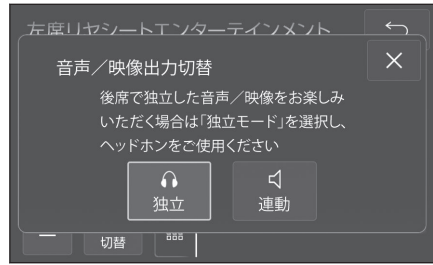 左席リヤシートエンターテインメント
音声／映像出力切替
後席で独立した音声／映像をお楽しみ
いただく場合は「独立モード」を選択し、
ヘッドホンをご使用ください
独立
連動
切替